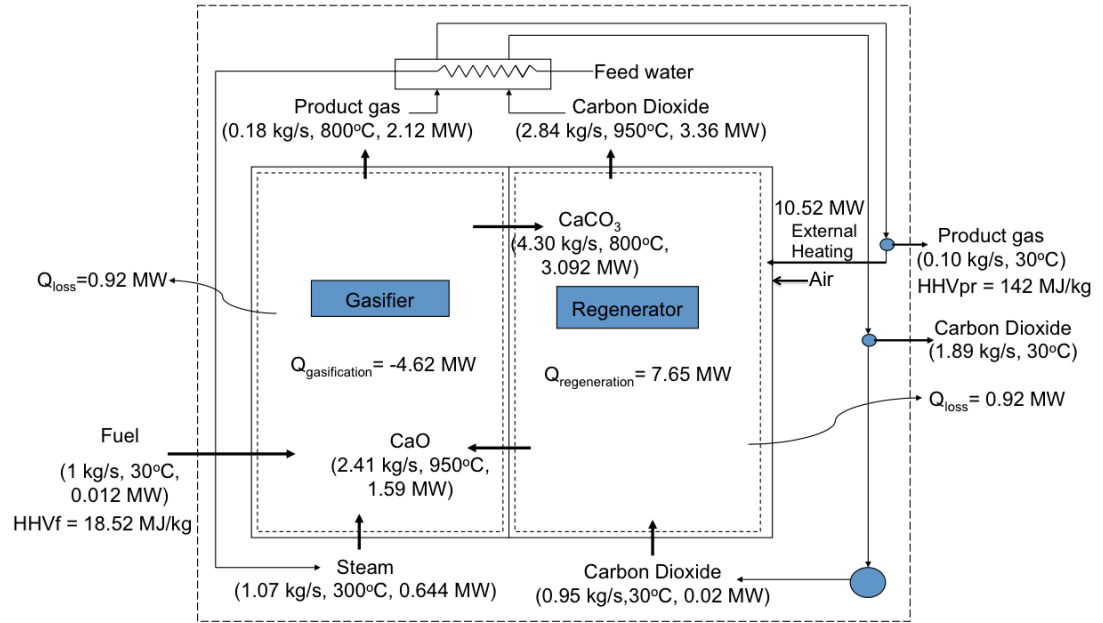 Feed water
Product gas
(0.18 kg/s, 800°C, 2.12 MW)
Carbon Dioxide
(2.84 kg/s, 950°C, 3.36 MW)
10.52 MW
External
Heating
Air
CaCO₃
(4.30 kg/s, 800°C,
3.092 MW)
Product gas
(0.10 kg/s, 30°C)
HHVpr = 142 MJ/kg
Qloss=0.92 MW
Gasifier
Regenerator
Carbon Dioxide
(1.89 kg/s, 30°C)
Qgasification= -4.62 MW
Qregeneration= 7.65 MW
Qloss= 0.92 MW
Fuel
(1 kg/s, 30°C,
0.012 MW)
HHVf = 18.52 MJ/kg
CaO
(2.41 kg/s, 950°C,
1.59 MW)
Steam
(1.07 kg/s, 300°C, 0.644 MW)
Carbon Dioxide
(0.95 kg/s,30°C, 0.02 MW)